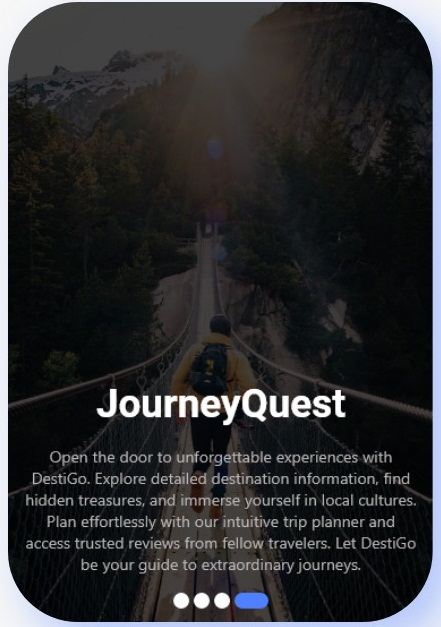 JourneyQuest
Open the door to unforgettable experiences with
DestiGo. Explore detailed destination information, find
hidden treasures, and immerse yourself in local cultures.
Plan effortlessly with our intuitive trip planner and
access trusted reviews from fellow travelers. Let DestiGo
be your guide to extraordinary journeys.